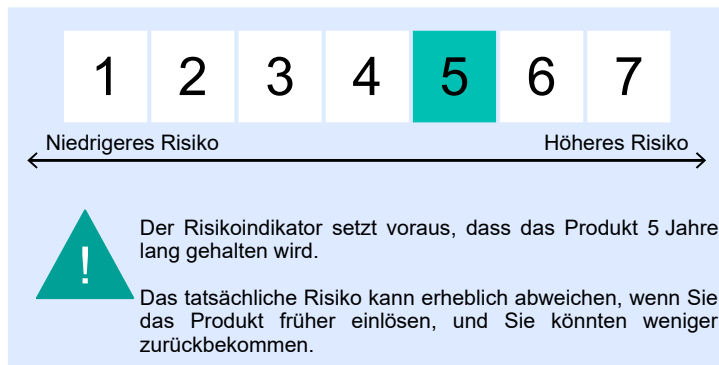 1 2 3 4 5 6 7
Niedrigeres Risiko Höheres Risiko
!
Der Risikoindikator setzt voraus, dass das Produkt 5 Jahre
lang gehalten wird.
Das tatsächliche Risiko kann erheblich abweichen, wenn Sie
das Produkt früher einlösen, und Sie könnten weniger
zurückbekommen.